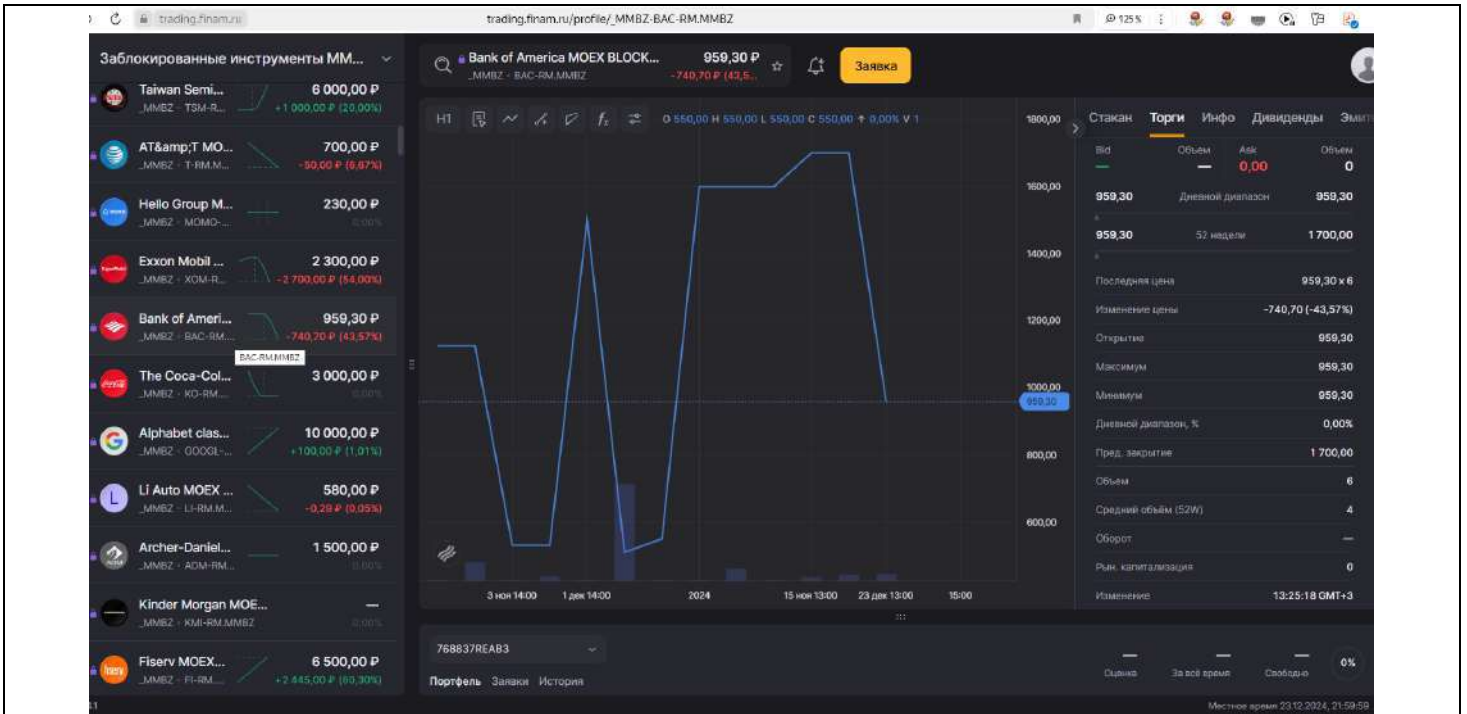 trading.finam.ru
trading.finam.ru/profile/_MMBZ-BAC-RM.MMBZ
125 %
Заблокированные инструменты MM...
Taiwan Semi... 6 000,00 ₽
_MMBZ · TSM-R... +1 000,00 ₽ (20,00%)
AT&amp;T MO... 700,00 ₽
_MMBZ · T-RM.M... -50,00 ₽ (6,67%)
Hello Group M... 230,00 ₽
_MMBZ · MOMO-... 0,00%
Exxon Mobil ... 2 300,00 ₽
_MMBZ · XOM-R... -2 700,00 ₽ (54,00%)
Bank of Ameri... 959,30 ₽
_MMBZ · BAC-RM.... -740,70 ₽ (43,57%)
BAC-RM.MMBZ
The Coca-Col... 3 000,00 ₽
_MMBZ · KO-RM.... 0,00%
Alphabet clas... 10 000,00 ₽
_MMBZ · GOOGL-... +100,00 ₽ (1,01%)
Li Auto MOEX ... 580,00 ₽
_MMBZ · LI-RM.M... -0,29 ₽ (0,05%)
Archer-Daniel... 1 500,00 ₽
_MMBZ · ADM-RM... 0,00%
Kinder Morgan MOE... —
_MMBZ · KMI-RM.MMBZ 0,00%
Fiserv MOEX... 6 500,00 ₽
_MMBZ · FI-RM.... +2 445,00 ₽ (60,30%)
Bank of America MOEX BLOCK... 959,30 ₽
_MMBZ · BAC-RM.MMBZ -740,70 ₽ (43,5...
Заявка
H1 O 550,00 H 550,00 L 550,00 C 550,00 0,00% V 1
1800,00
1600,00
1400,00
1200,00
1000,00
959,30
800,00
600,00
3 ноя 14:00 1 дек 14:00 2024 15 ноя 13:00 23 дек 13:00 15:00
Стакан Торги Инфо Дивиденды Эмит
Bid Объем Ask Объем
— — 0,00 0
959,30 Дневной диапазон 959,30
959,30 52 недели 1 700,00
Последняя цена 959,30 x 6
Изменение цены -740,70 (-43,57%)
Открытие 959,30
Максимум 959,30
Минимум 959,30
Дневной диапазон, % 0,00%
Пред. закрытие 1 700,00
Объем 6
Средний объём (52W) 4
Оборот —
Рын. капитализация 0
Изменение 13:25:18 GMT+3
768837REAB3
Портфель Заявки История
— — — 0%
Оценка За всё время Свободно
Местное время 23.12.2024, 21:59:59